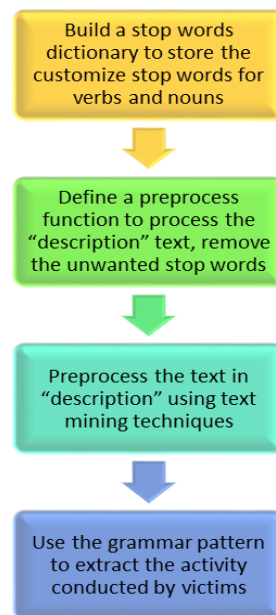 Build a stop words
dictionary to store the
customize stop words for
verbs and nouns
Define a preprocess
function to process the
“description” text, remove
the unwanted stop words
Preprocess the text in
“description” using text
mining techniques
Use the grammar pattern
to extract the activity
conducted by victims